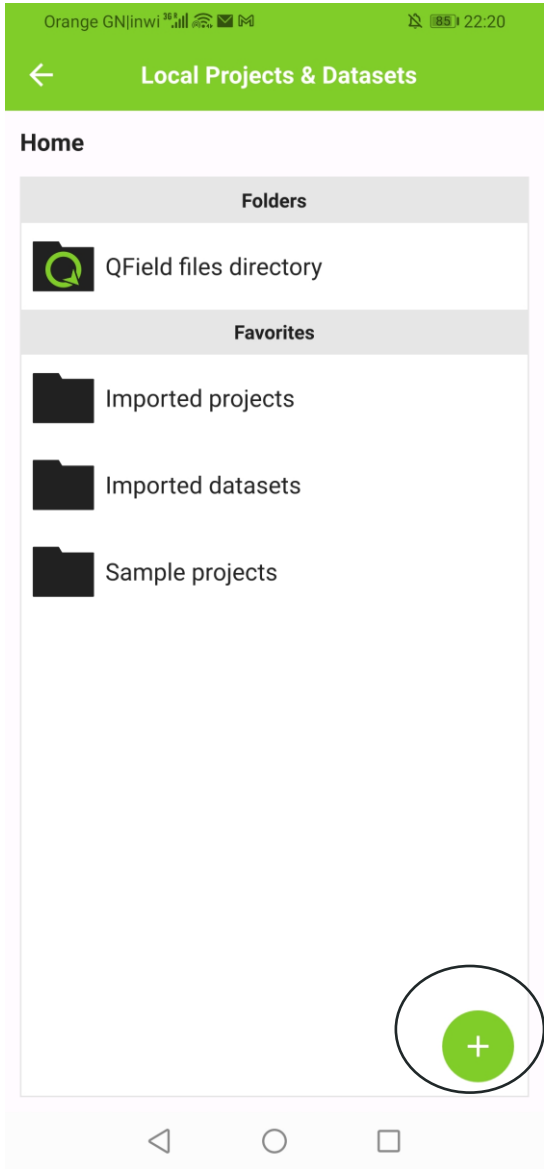 Orange GN|inwi 85 22:20
Local Projects & Datasets
Home
Folders
QField files directory
Favorites
Imported projects
Imported datasets
Sample projects